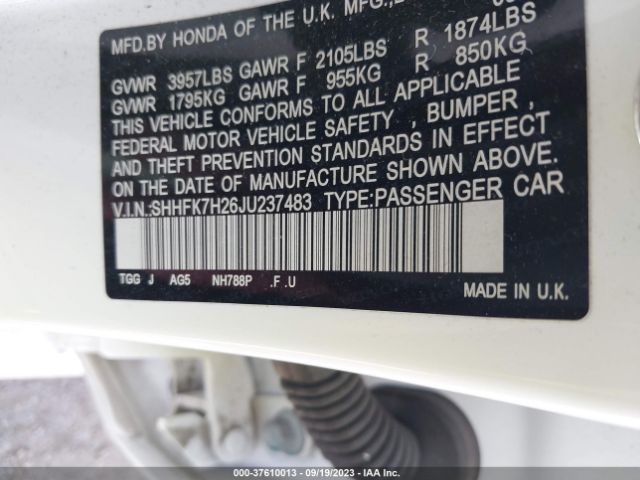 MFD.BY HONDA OF THE U.K. MFG.,
GVWR 3957LBS GAWR F 2105LBS R 1874LBS
GVWR 1795KG GAWR F 955KG R 850KG
THIS VEHICLE CONFORMS TO ALL APPLICABLE
FEDERAL MOTOR VEHICLE SAFETY , BUMPER ,
AND THEFT PREVENTION STANDARDS IN EFFECT
ON THE DATE OF MANUFACTURE SHOWN ABOVE.
V.I.N.:SHHFK7H26JU237483 TYPE:PASSENGER CAR
TGG J AG5 NH788P .F .U
MADE IN U.K.
000-37610013 - 09/19/2023 - IAA Inc.